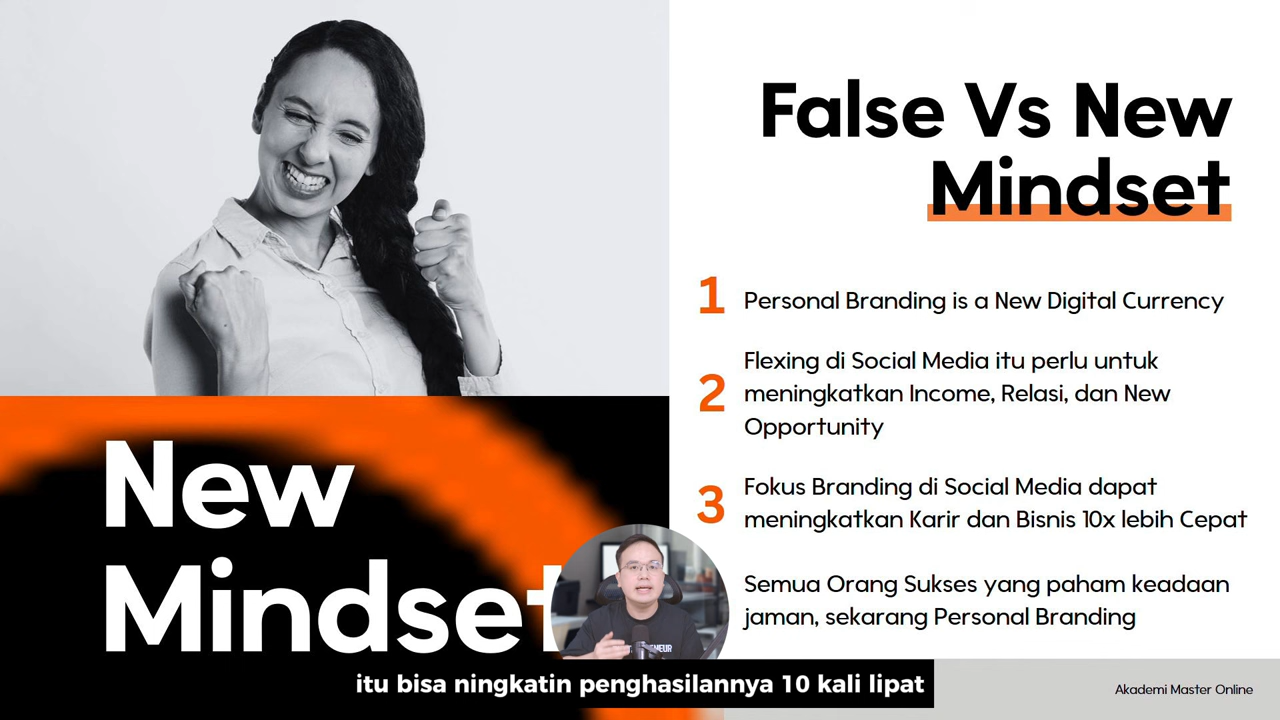 False Vs New
Mindset
1
Personal Branding is a New Digital Currency
2
Flexing di Social Media itu perlu untuk
meningkatkan Income, Relasi, dan New
Opportunity
3
Fokus Branding di Social Media dapat
meningkatkan Karir dan Bisnis 10x lebih Cepat
Semua Orang Sukses yang paham keadaan
jaman, sekarang Personal Branding
New
Mindset
itu bisa ningkatin penghasilannya 10 kali lipat
Akademi Master Online